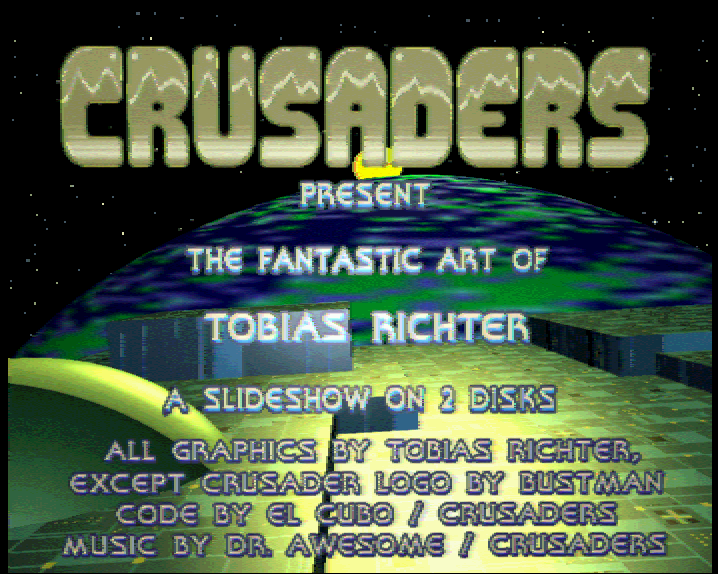 CRUSADERS
PRESENT
THE FANTASTIC ART OF
TOBIAS RICHTER
A SLIDESHOW ON 2 DISKS
ALL GRAPHICS BY TOBIAS RICHTER,
EXCEPT CRUSADER LOGO BY BUSTMAN
CODE BY EL CUBO / CRUSADERS
MUSIC BY DR. AWESOME / CRUSADERS